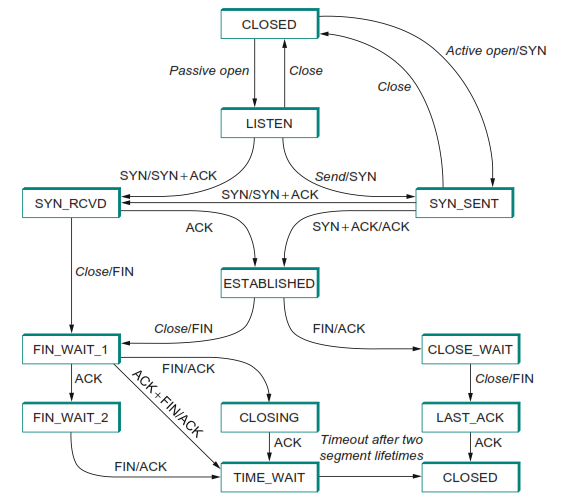 CLOSED
Active open/SYN
Passive open
Close
Close
LISTEN
SYN/SYN+ACK
Send/SYN
SYN/SYN+ACK
SYN_RCVD
SYN_SENT
ACK
SYN+ACK/ACK
Close/FIN
ESTABLISHED
Close/FIN
FIN/ACK
FIN_WAIT_1
CLOSE_WAIT
FIN/ACK
ACK
ACK+FIN/ACK
Close/FIN
FIN_WAIT_2
CLOSING
LAST_ACK
ACK
Timeout after two
segment lifetimes
ACK
FIN/ACK
TIME_WAIT
CLOSED